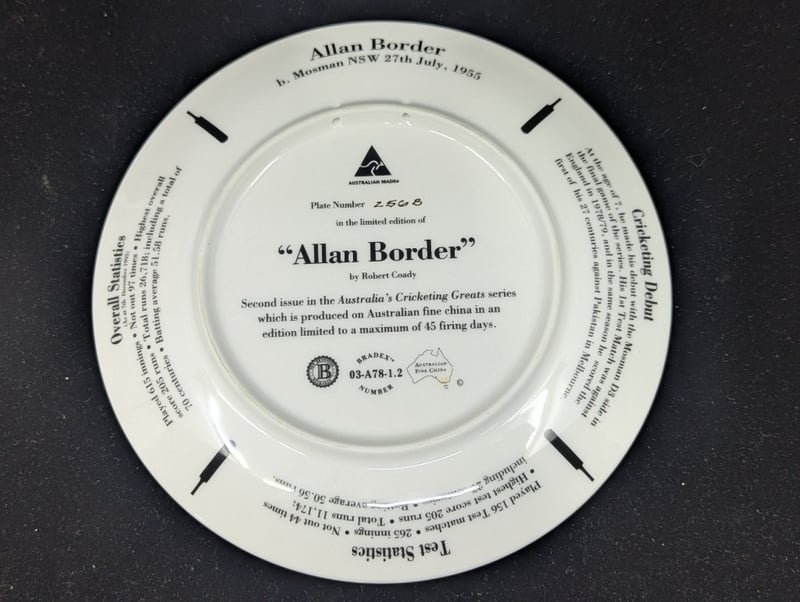 Allan Border
b. Mosman NSW 27th July, 1955
AUSTRALIAN MADE
Plate Number 2568
in the limited edition of
“Allan Border”
by Robert Coady
Second issue in the Australia's Cricketing Greats series
which is produced on Australian fine china in an
edition limited to a maximum of 45 firing days.
B
BRADEX™
03-A78-1.2
NUMBER
AUSTRALIAN
FINE CHINA
©
Cricketing Debut
At the age of 7, he made his debut with the Mosman D3 side in
the final game of the series. His 1st Test Match was against
England in 1978/79, and in the same season he scored the
first of his 27 centuries against Pakistan in Melbourne.
Test Statistics
Played 156 Test matches • 265 innings • Not out 44 times
• Highest test score 205 runs • Total runs 11,174;
including 27 • average 50.56 runs.
Overall Statistics
Played 615 innings • Not out 97 times • Highest overall
score 205 runs • Total runs 26,718; including a total of
70 centuries • Batting average 51.58 runs.